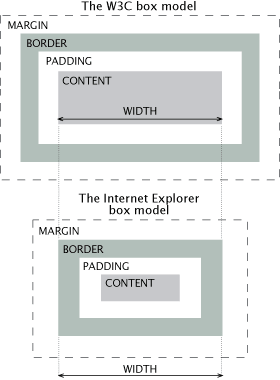 The W3C box model
MARGIN
BORDER
PADDING
CONTENT
WIDTH
The Internet Explorer
box model
MARGIN
BORDER
PADDING
CONTENT
WIDTH